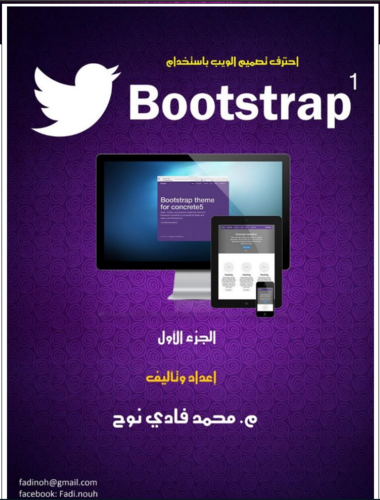 احترف تصميم الويب باستخدام
Bootstrap 1
Bootstrap theme
for concrete5
الجزء الأول
إعداد وتأليف
م. محمد فادي نوح
fadinoh@gmail.com
facebook: Fadi.nouh